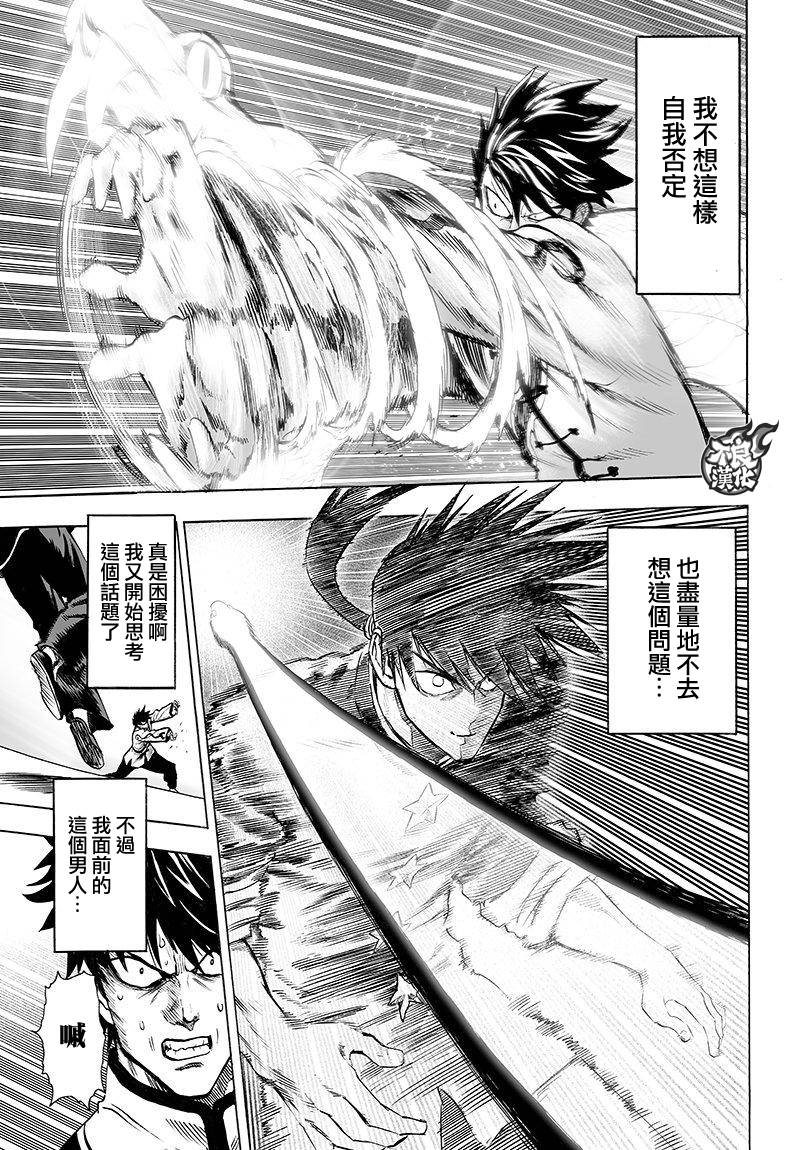 我不想這樣
自我否定
也盡量地不去
想這個問題…
真是困擾啊
我又開始思考
這個話題了
不過
我面前的
這個男人…
喊
漢化